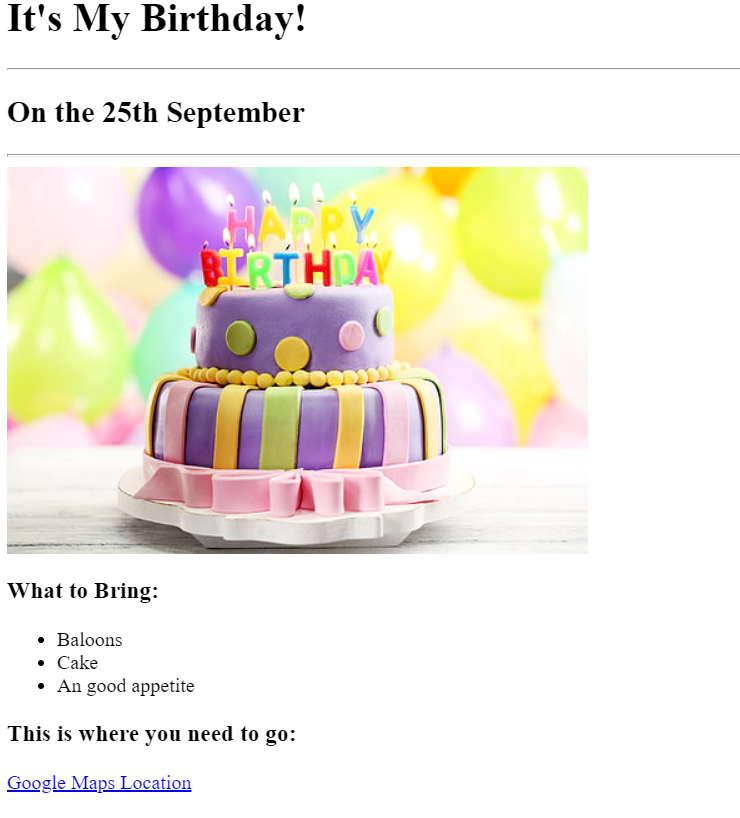 It's My Birthday!
On the 25th September
HAPPY
BIRTHDAY
What to Bring:
Baloons
Cake
An good appetite
This is where you need to go:
Google Maps Location